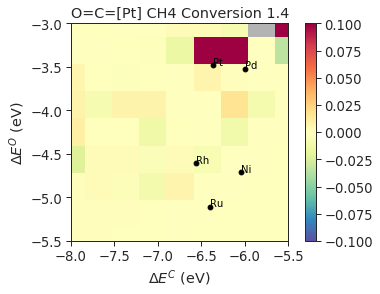 O=C=[Pt] CH4 Conversion 1.4
−3.0
−3.5
−4.0
−4.5
−5.0
−5.5
ΔE^O (eV)
Pt
Pd
Rh
Ni
Ru
−8.0 −7.5 −7.0 −6.5 −6.0 −5.5
ΔE^C (eV)
0.100
0.075
0.050
0.025
0.000
−0.025
−0.050
−0.075
−0.100